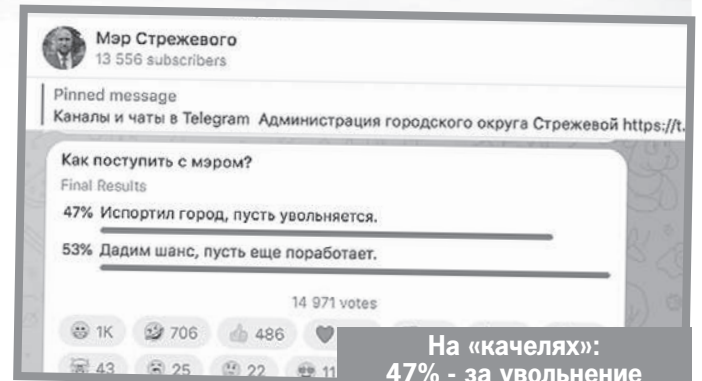 Мэр Стрежевого
13 556 subscribers
Pinned message
Каналы и чаты в Telegram Администрация городского округа Стрежевой https://t.
Как поступить с мэром?
Final Results
47% Испортил город, пусть увольняется.
53% Дадим шанс, пусть еще поработает.
14 971 votes
1K 706 486
43 25 22 11
На «качелях»:
47% - за увольнение